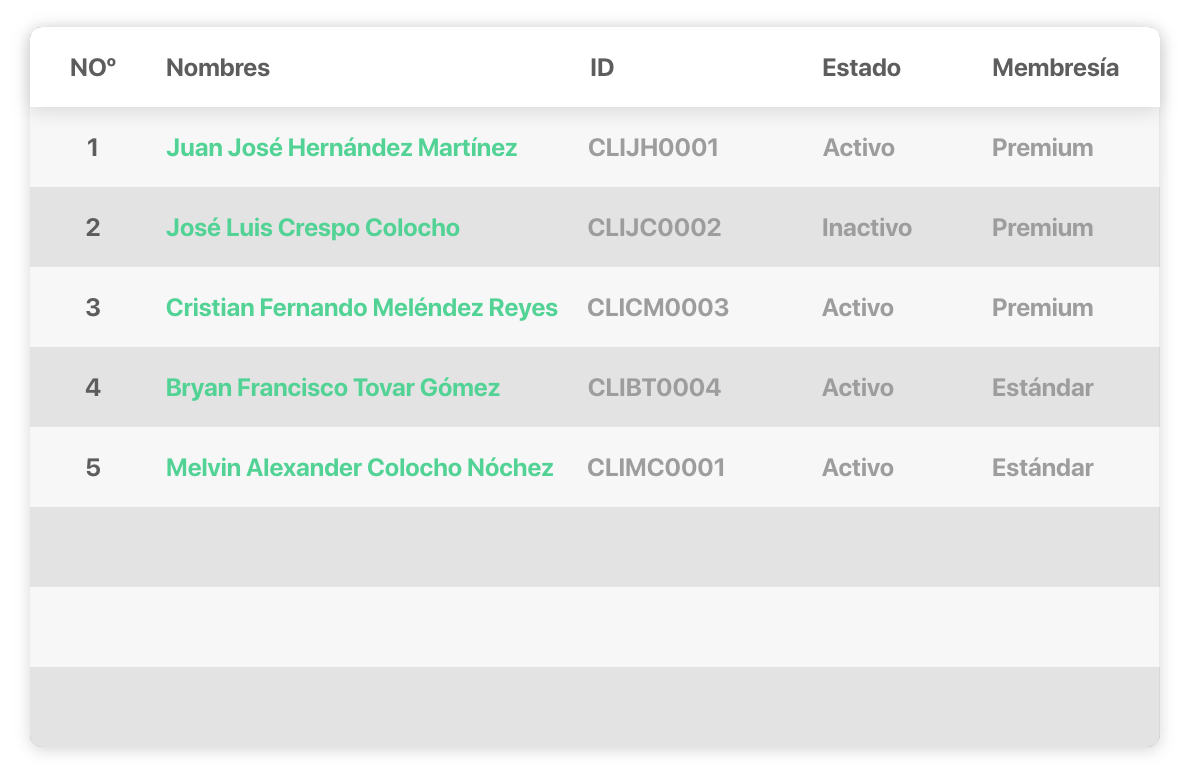 NOº Nombres ID Estado Membresía
1 Juan José Hernández Martínez CLIJH0001 Activo Premium
2 José Luis Crespo Colocho CLIJC0002 Inactivo Premium
3 Cristian Fernando Meléndez Reyes CLICM0003 Activo Premium
4 Bryan Francisco Tovar Gómez CLIBT0004 Activo Estándar
5 Melvin Alexander Colocho Nóchez CLIMC0001 Activo Estándar